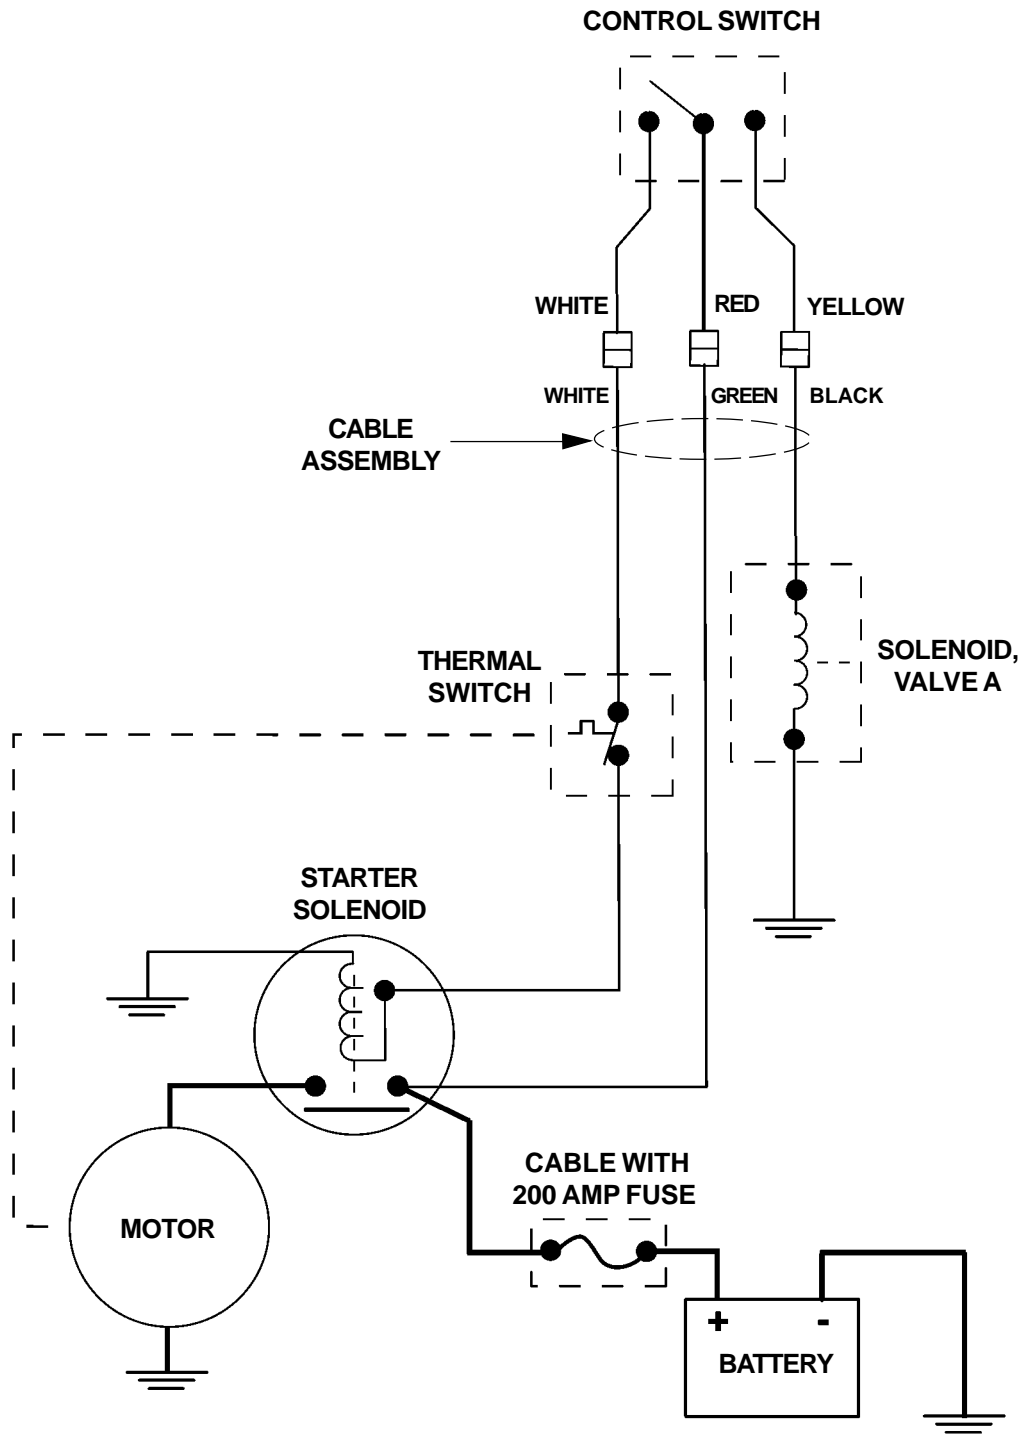 CONTROL SWITCH
WHITE
RED
YELLOW
WHITE
GREEN
BLACK
CABLE
ASSEMBLY
THERMAL
SWITCH
SOLENOID,
VALVE A
STARTER
SOLENOID
CABLE WITH
200 AMP FUSE
MOTOR
+ -
BATTERY